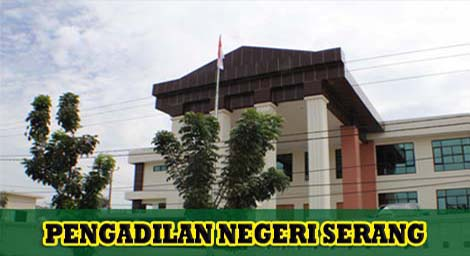 PENGADILAN NEGERI SERANG